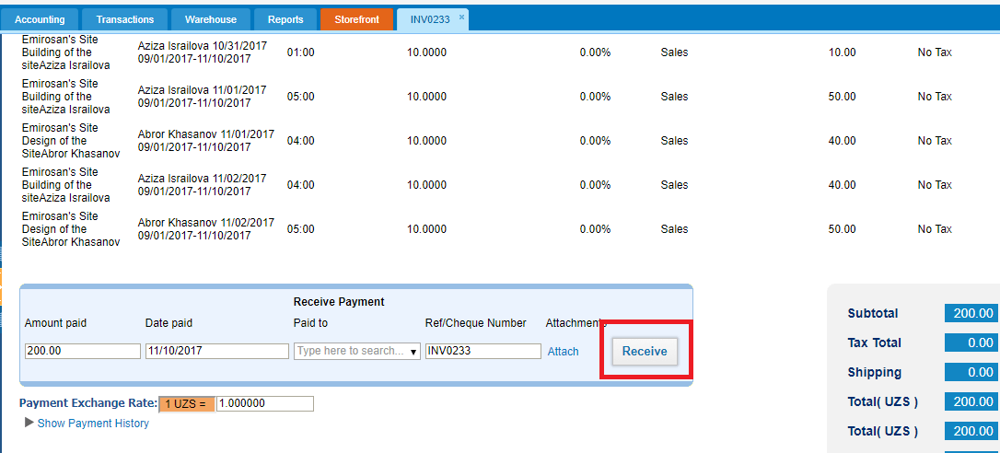 Accounting Transactions Warehouse Reports Storefront INV0233 ×
Emirosan's Site
Building of the
siteAziza Israilova
Aziza Israilova 10/31/2017
09/01/2017-11/10/2017
01:00 10.0000 0.00% Sales 10.00 No Tax
Emirosan's Site
Building of the
siteAziza Israilova
Aziza Israilova 11/01/2017
09/01/2017-11/10/2017
05:00 10.0000 0.00% Sales 50.00 No Tax
Emirosan's Site
Design of the
SiteAbror Khasanov
Abror Khasanov 11/01/2017
09/01/2017-11/10/2017
04:00 10.0000 0.00% Sales 40.00 No Tax
Emirosan's Site
Building of the
siteAziza Israilova
Aziza Israilova 11/02/2017
09/01/2017-11/10/2017
04:00 10.0000 0.00% Sales 40.00 No Tax
Emirosan's Site
Design of the
SiteAbror Khasanov
Abror Khasanov 11/02/2017
09/01/2017-11/10/2017
05:00 10.0000 0.00% Sales 50.00 No Tax
Receive Payment
Amount paid Date paid Paid to Ref/Cheque Number Attachment
200.00 11/10/2017 Type here to search... INV0233 Attach Receive
Payment Exchange Rate: 1 UZS = 1.000000
Show Payment History
Subtotal 200.00
Tax Total 0.00
Shipping 0.00
Total( UZS ) 200.00
Total( UZS ) 200.00